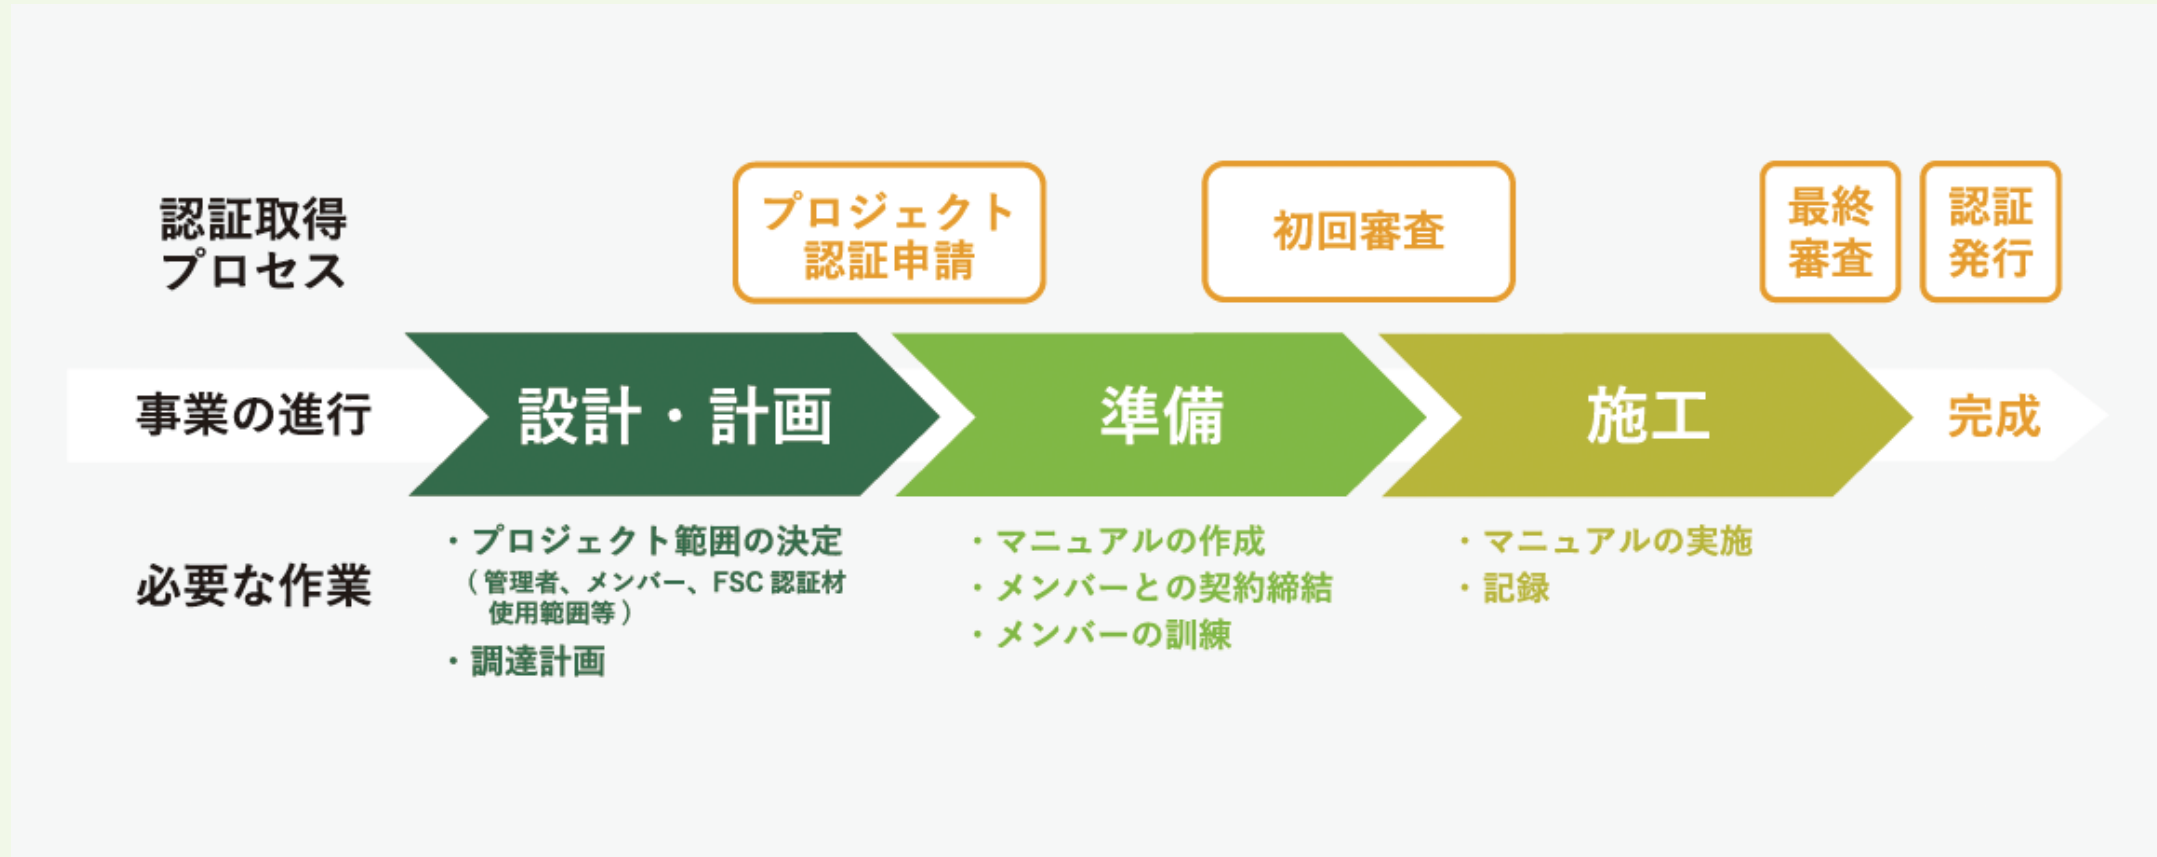 認証取得
プロセス
プロジェクト
認証申請
初回審査
最終
審査
認証
発行
事業の進行
設計・計画
準備
施工
完成
必要な作業
・プロジェクト範囲の決定
（管理者、メンバー、FSC 認証材
使用範囲等）
・調達計画
・マニュアルの作成
・メンバーとの契約締結
・メンバーの訓練
・マニュアルの実施
・記録